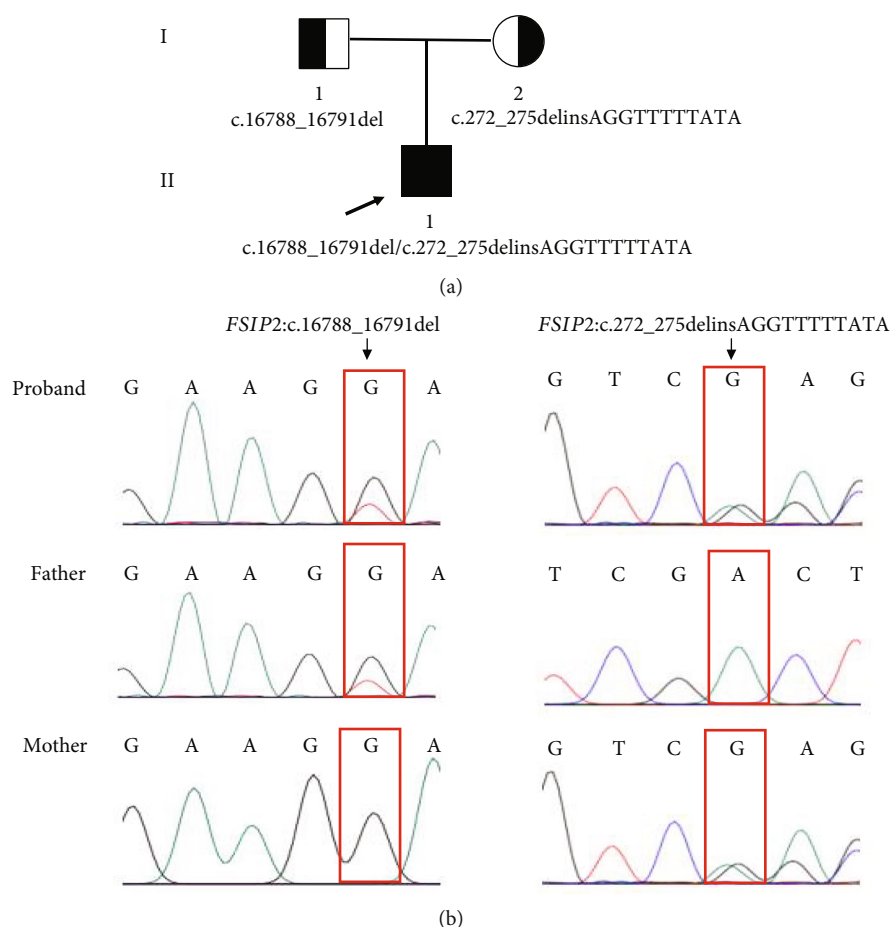 I
1
2
c.16788_16791del
c.272_275delinsAGGTTTTTATA
II
1
c.16788_16791del/c.272_275delinsAGGTTTTTATA
(a)
FSIP2:c.16788_16791del
FSIP2:c.272_275delinsAGGTTTTTATA
Proband
G A A G G A
G T C G A G
Father
G A A G G A
T C G A C T
Mother
G A A G G A
G T C G A G
(b)